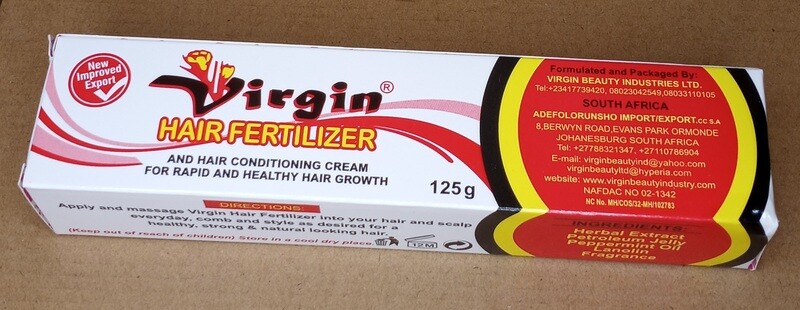 New
Improved
Export
Virgin®
HAIR FERTILIZER
AND HAIR CONDITIONING CREAM
FOR RAPID AND HEALTHY HAIR GROWTH
125g
Formulated and Packaged By:
VIRGIN BEAUTY INDUSTRIES LTD.
Tel:+23417739420, 08023042549,08033110105
SOUTH AFRICA
ADEFOLORUNSHO IMPORT/EXPORT.CC S.A
8,BERWYN ROAD,EVANS PARK ORMONDE
JOHANESBURG SOUTH AFRICA
Tel: +27788321347, +27110786904
E-mail: virginbeautyind@yahoo.com
virginbeautyltd@hyperia.com
website: www.virginbeautyindustry.com
NAFDAC NO 02-1342
NC No. MH/COS/32-MH/102783
DIRECTIONS:
Apply and massage Virgin Hair Fertilizer into your hair and scalp
everyday, comb and style as desired for a
healthy, strong & natural looking hair.
(Keep out of reach of children) Store in a cool dry place.
12M
INGREDIENTS
Herbal Extract
Petroleum Jelly
Peppermint Oil
Lanolin
Fragrance